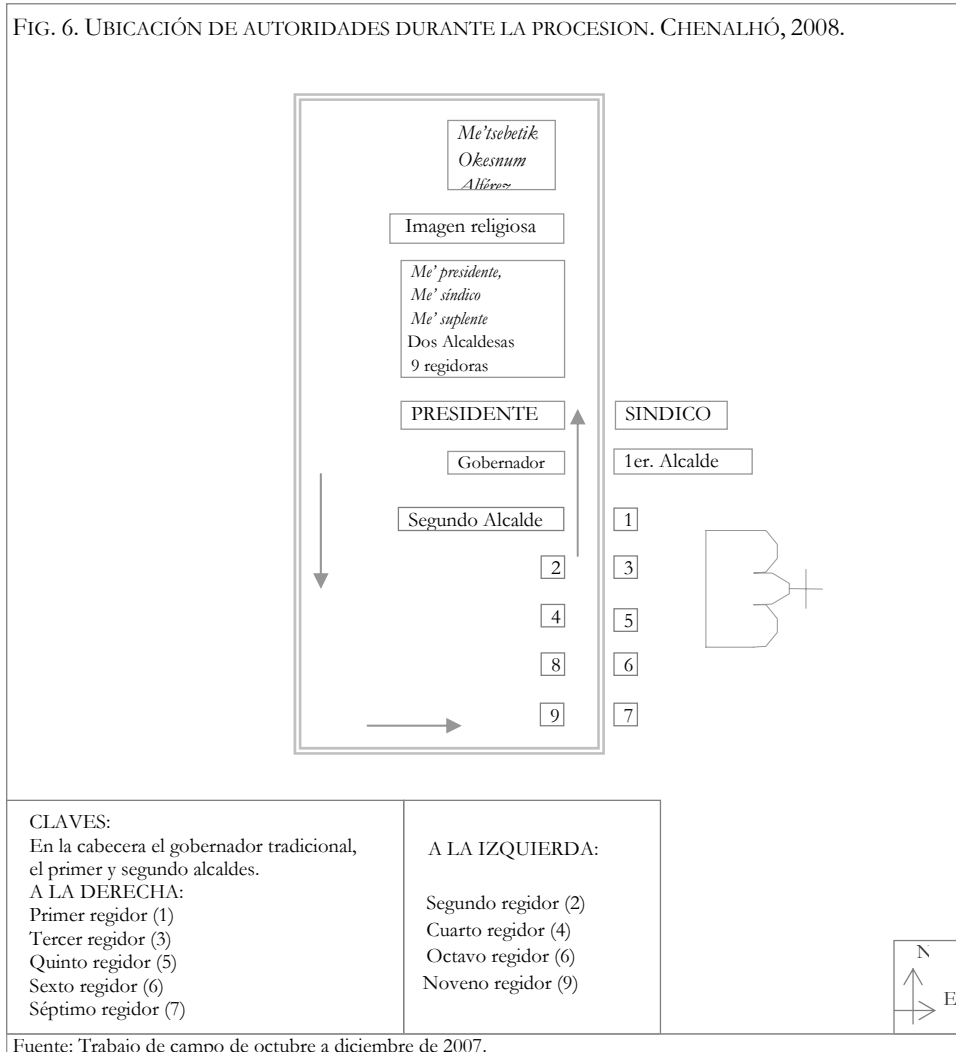 FIG. 6. UBICACIÓN DE AUTORIDADES DURANTE LA PROCESION. CHENALHÓ, 2008.
Me'tsebetik
Okesnum
Alférez
Imagen religiosa
Me' presidente,
Me' síndico
Me' suplente
Dos Alcaldesas
9 regidoras
PRESIDENTE SINDICO
Gobernador 1er. Alcalde
Segundo Alcalde 1
2 3
4 5
8 6
9 7
CLAVES:
En la cabecera el gobernador tradicional,
el primer y segundo alcaldes.
A LA DERECHA:
Primer regidor (1)
Tercer regidor (3)
Quinto regidor (5)
Sexto regidor (6)
Séptimo regidor (7)
A LA IZQUIERDA:
Segundo regidor (2)
Cuarto regidor (4)
Octavo regidor (6)
Noveno regidor (9)
N
E
Fuente: Trabajo de campo de octubre a diciembre de 2007.